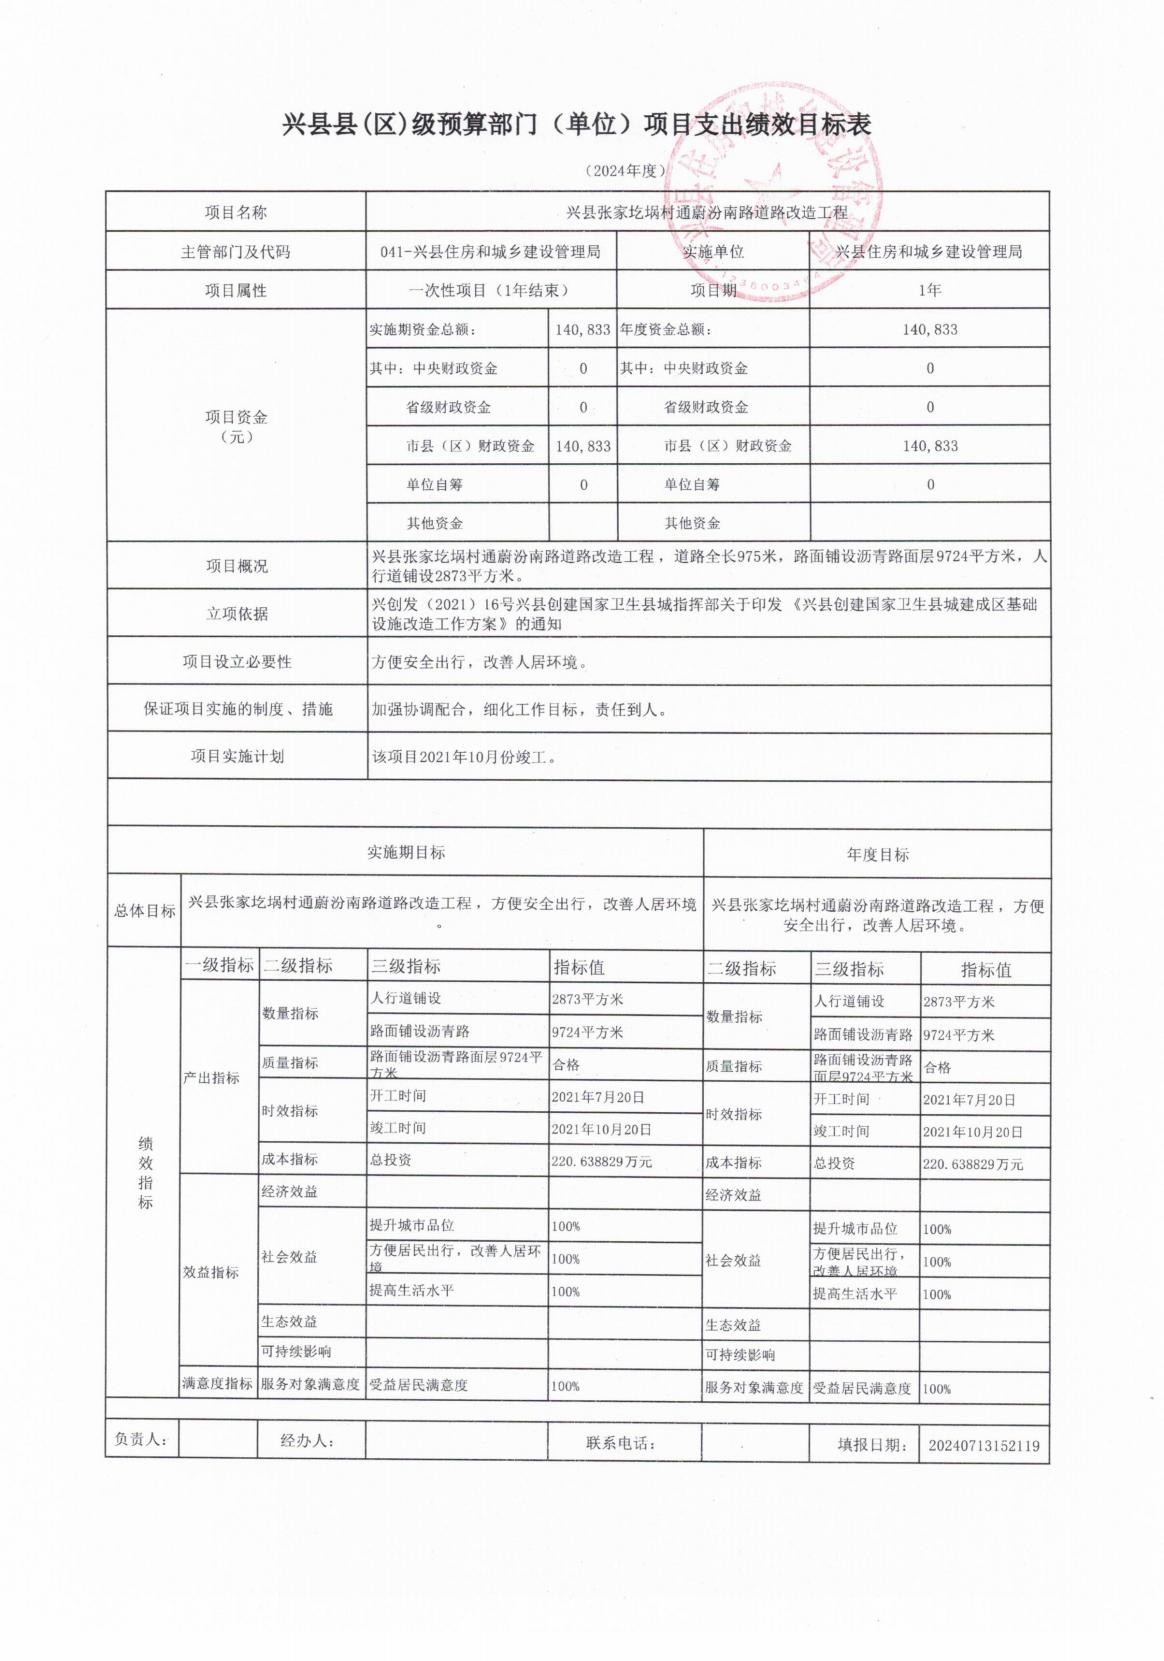 兴县县(区)级预算部门（单位）项目支出绩效目标表
（2024年度）
项目名称 兴县张家圪埚村通蔚汾南路道路改造工程
主管部门及代码 041-兴县住房和城乡建设管理局 实施单位 兴县住房和城乡建设管理局
项目属性 一次性项目（1年结束） 项目期 1年
项目资金
（元）
实施期资金总额： 140,833 年度资金总额： 140,833
其中：中央财政资金 0 其中：中央财政资金 0
省级财政资金 0 省级财政资金 0
市县（区）财政资金 140,833 市县（区）财政资金 140,833
单位自筹 0 单位自筹 0
其他资金 其他资金
项目概况 兴县张家圪埚村通蔚汾南路道路改造工程，道路全长975米，路面铺设沥青路面层9724平方米，人
行道铺设2873平方米。
立项依据 兴创发（2021）16号兴县创建国家卫生县城指挥部关于印发《兴县创建国家卫生县城建成区基础
设施改造工作方案》的通知
项目设立必要性 方便安全出行，改善人居环境。
保证项目实施的制度、措施 加强协调配合，细化工作目标，责任到人。
项目实施计划 该项目2021年10月份竣工。
实施期目标 年度目标
总体目标 兴县张家圪埚村通蔚汾南路道路改造工程，方便安全出行，改善人居环境
。
兴县张家圪埚村通蔚汾南路道路改造工程，方便
安全出行，改善人居环境。
绩
效
指
标
一级指标 二级指标 三级指标 指标值 二级指标 三级指标 指标值
产出指标
数量指标 人行道铺设 2873平方米 数量指标 人行道铺设 2873平方米
路面铺设沥青路 9724平方米 路面铺设沥青路 9724平方米
质量指标 路面铺设沥青路面层9724平
方米 合格 质量指标 路面铺设沥青路
面层9724平方米 合格
时效指标 开工时间 2021年7月20日 时效指标 开工时间 2021年7月20日
竣工时间 2021年10月20日 竣工时间 2021年10月20日
成本指标 总投资 220.638829万元 成本指标 总投资 220.638829万元
效益指标
经济效益 经济效益
社会效益 提升城市品位 100% 社会效益 提升城市品位 100%
方便居民出行，改善人居环
境 100% 方便居民出行，
改善人居环境 100%
提高生活水平 100% 提高生活水平 100%
生态效益 生态效益
可持续影响 可持续影响
满意度指标 服务对象满意度 受益居民满意度 100% 服务对象满意度 受益居民满意度 100%
负责人： 经办人： 联系电话： 填报日期： 20240713152119
兴县住房和城乡建设管理局